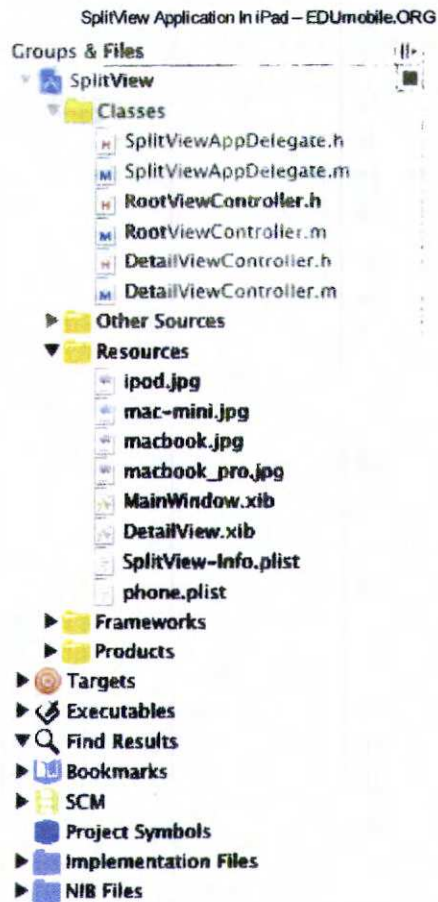 SplitView Application In iPad – EDUmobile.ORG
Groups & Files
SplitView
Classes
SplitViewAppDelegate.h
SplitViewAppDelegate.m
RootViewController.h
RootViewController.m
DetailViewController.h
DetailViewController.m
Other Sources
Resources
ipod.jpg
mac-mini.jpg
macbook.jpg
macbook_pro.jpg
MainWindow.xib
DetailView.xib
SplitView-Info.plist
phone.plist
Frameworks
Products
Targets
Executables
Find Results
Bookmarks
SCM
Project Symbols
Implementation Files
NIB Files